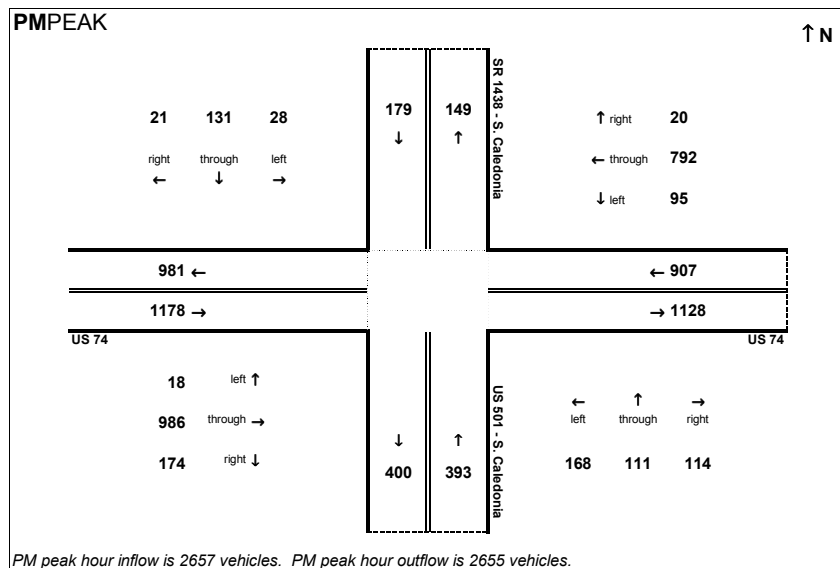 PMPEAK
↑ N
21 131 28
right through left
← ↓ →
179 149
↓ ↑
SR 1438 - S. Caledonia
↑ right 20
← through 792
↓ left 95
981 ←
1178 →
US 74
← 907
→ 1128
US 74
18 left ↑
986 through →
174 right ↓
↓ ↑
400 393
US 501 - S. Caledonia
← ↑ →
left through right
168 111 114
PM peak hour inflow is 2657 vehicles. PM peak hour outflow is 2655 vehicles.